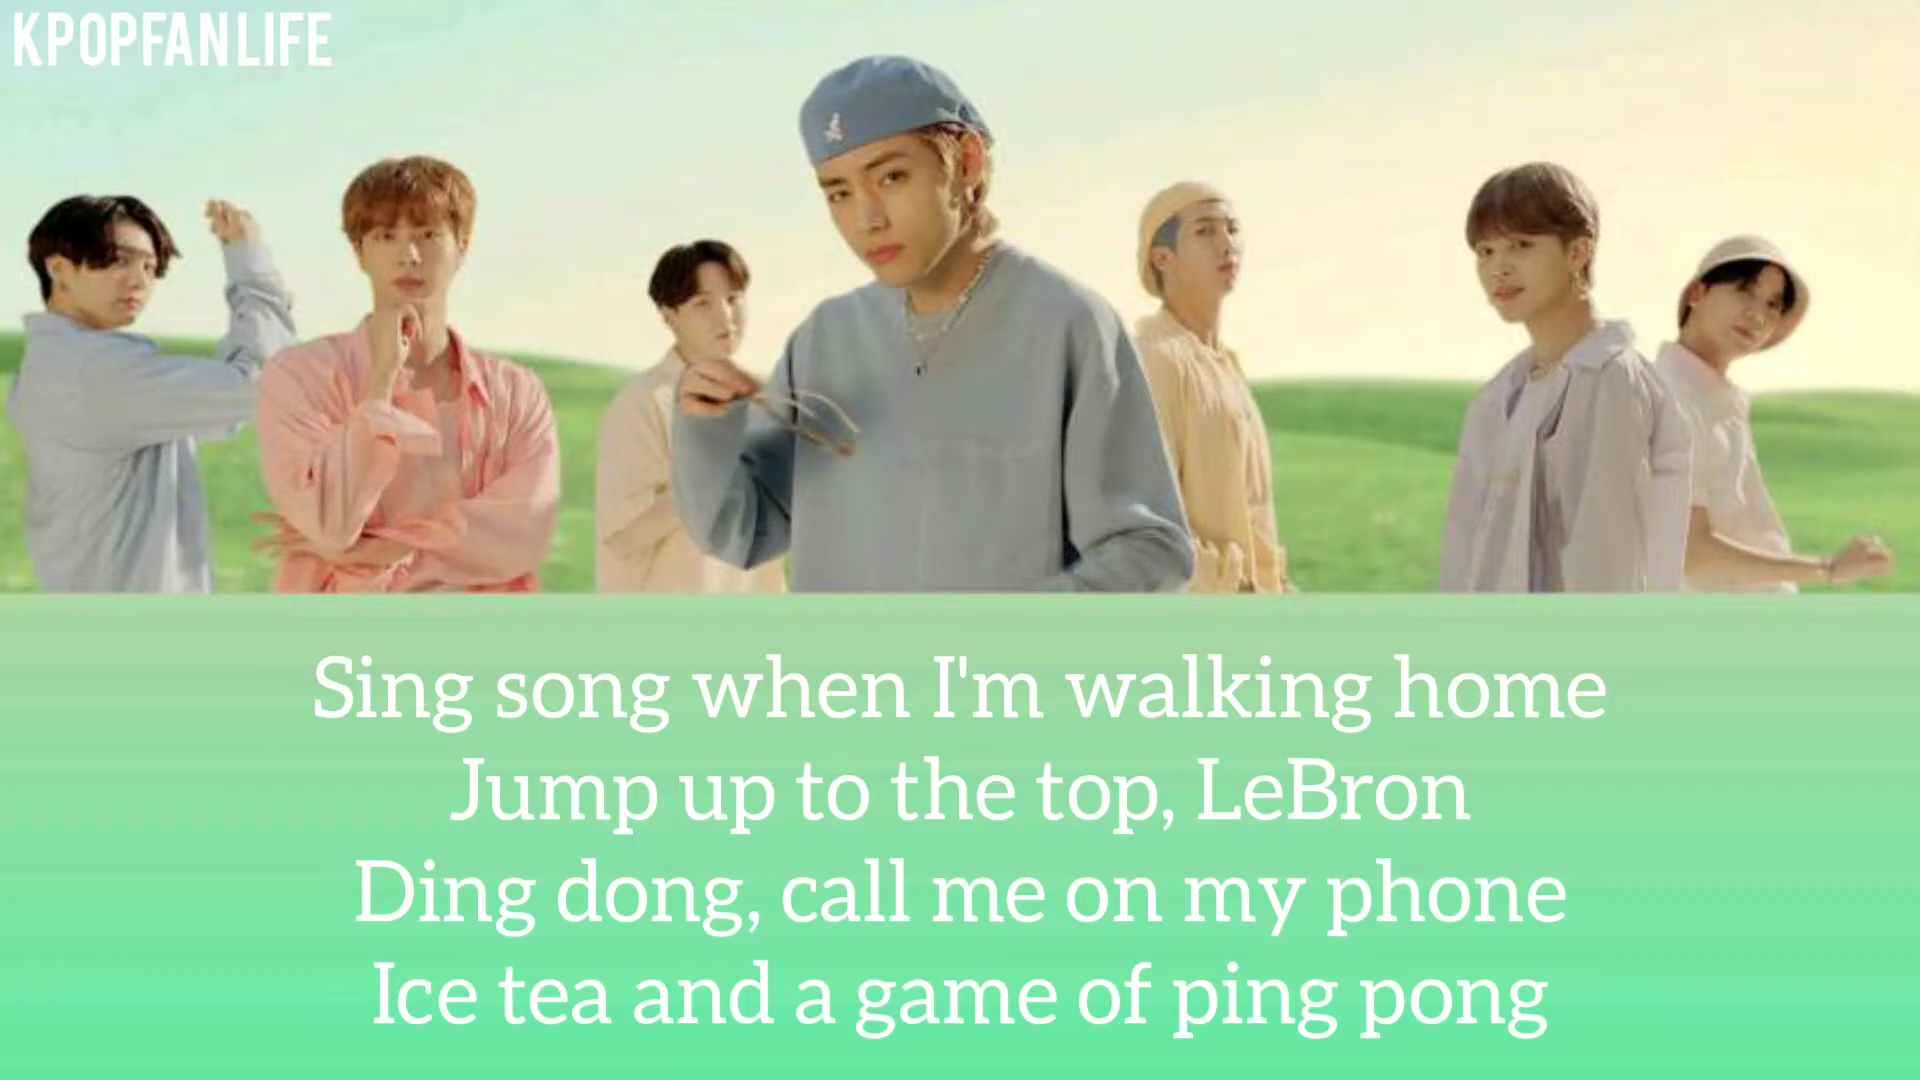 KPOPFANLIFE
Sing song when I'm walking home
Jump up to the top, LeBron
Ding dong, call me on my phone
Ice tea and a game of ping pong